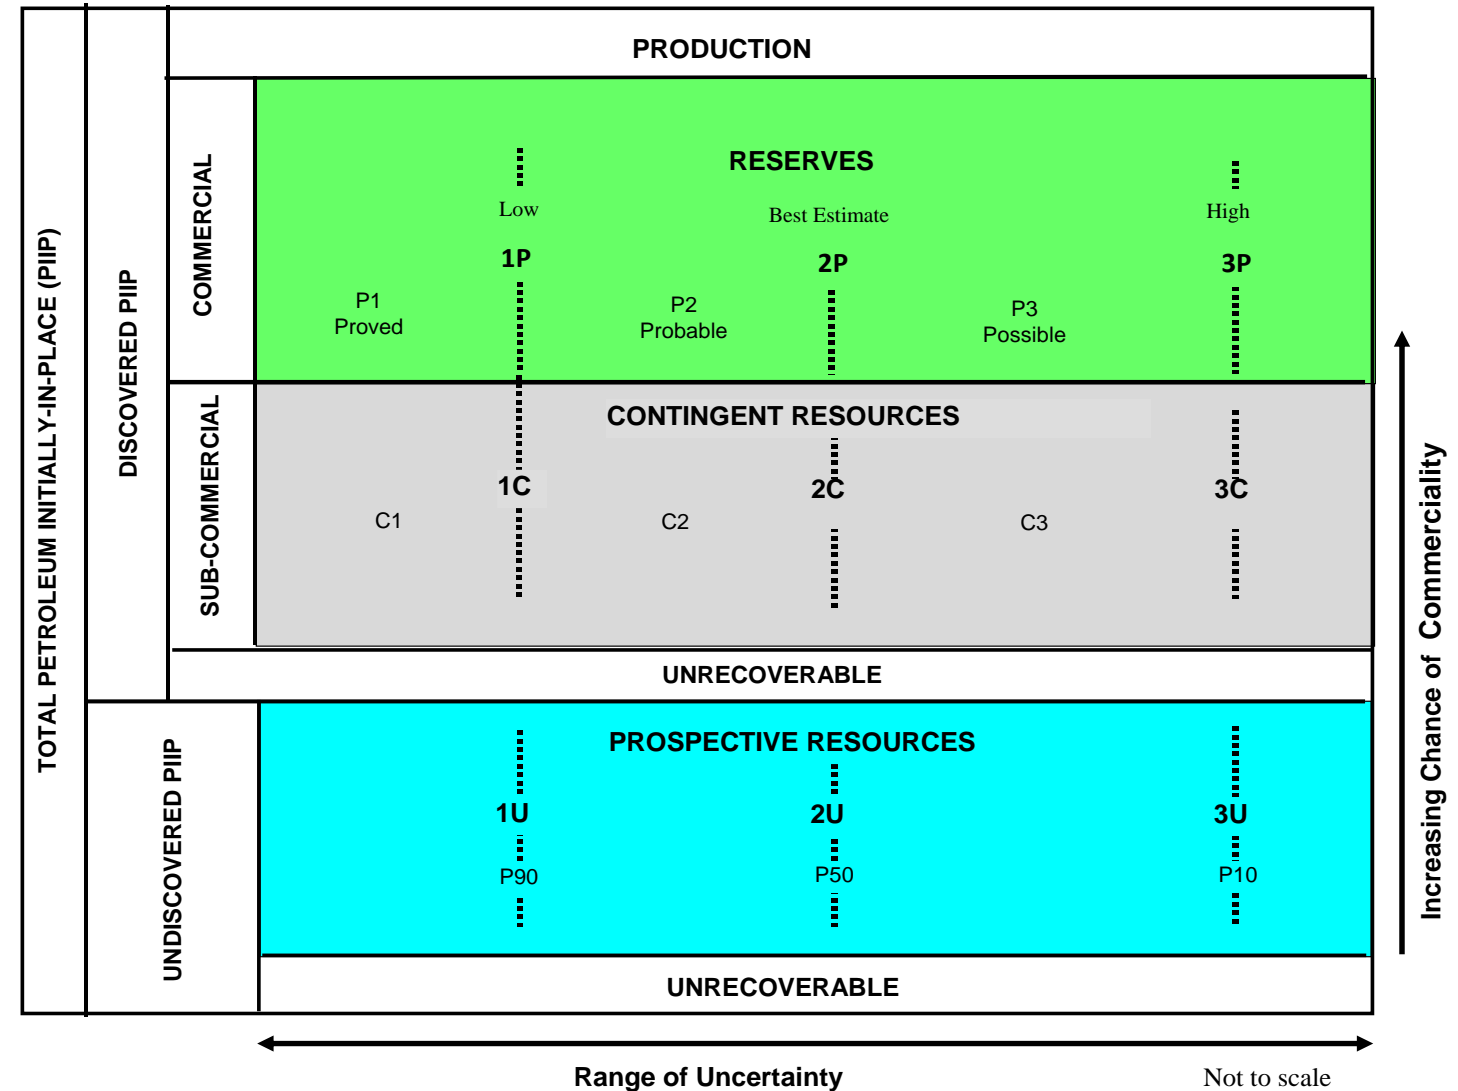 TOTAL PETROLEUM INITIALLY-IN-PLACE (PIIP)
DISCOVERED PIIP
PRODUCTION
COMMERCIAL
RESERVES
Low
Best Estimate
High
1P
2P
3P
P1
Proved
P2
Probable
P3
Possible
SUB-COMMERCIAL
CONTINGENT RESOURCES
1C
2C
3C
C1
C2
C3
UNRECOVERABLE
UNDISCOVERED PIIP
PROSPECTIVE RESOURCES
1U
2U
3U
P90
P50
P10
UNRECOVERABLE
Increasing Chance of Commerciality
Range of Uncertainty
Not to scale